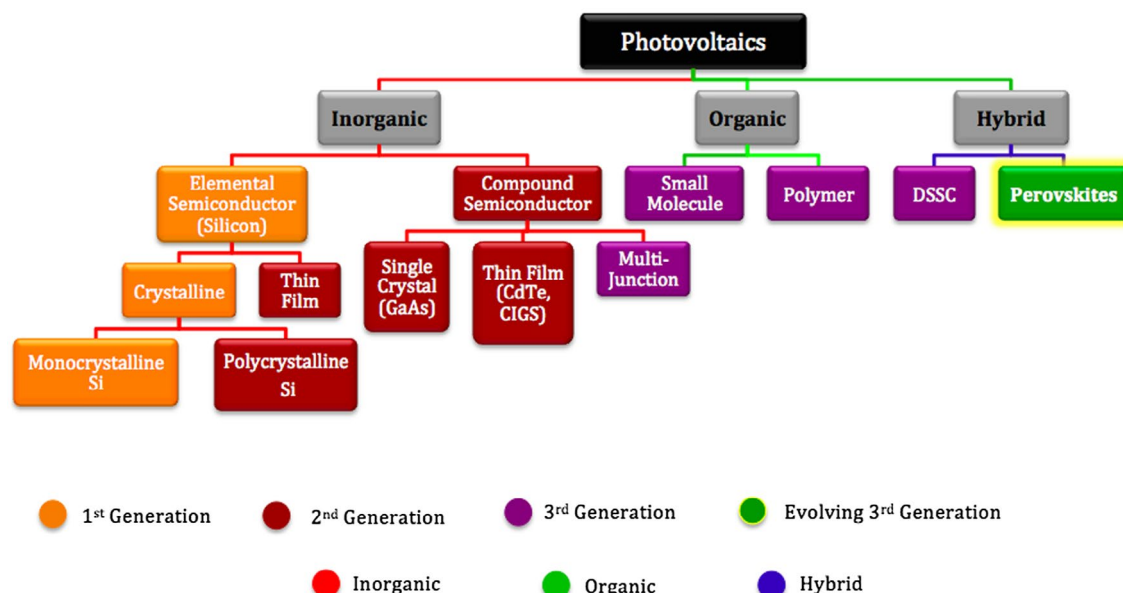 Photovoltaics
Inorganic
Organic
Hybrid
Elemental
Semiconductor
(Silicon)
Compound
Semiconductor
Small
Molecule
Polymer
DSSC
Perovskites
Crystalline
Thin
Film
Single
Crystal
(GaAs)
Thin Film
(CdTe,
CIGS)
Multi-
Junction
Monocrystalline
Si
Polycrystalline
Si
1st Generation
2nd Generation
3rd Generation
Evolving 3rd Generation
Inorganic
Organic
Hybrid